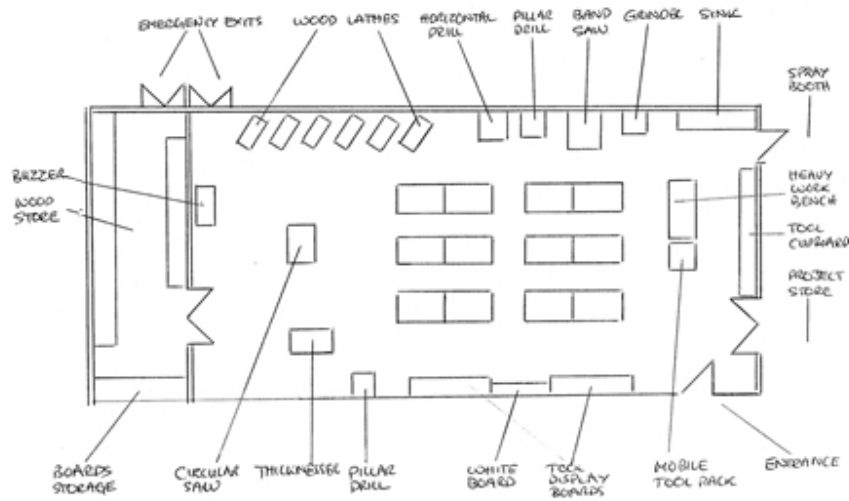 EMERGENCY EXITS
WOOD LATHES
HORIZONTAL
DRILL
PILLAR
DRILL
BAND
SAW
GRINDER
SINK
SPRAY
BOOTH
BUZZER
WOOD
STORE
HEAVY
WORK
BENCH
TOOL
CUPBOARD
PROJECT
STORE
BOARDS
STORAGE
CIRCULAR
SAW
THICKNESSER
PILLAR
DRILL
WHITE
BOARD
TOOL
DISPLAY
BOARDS
MOBILE
TOOL RACK
ENTRANCE